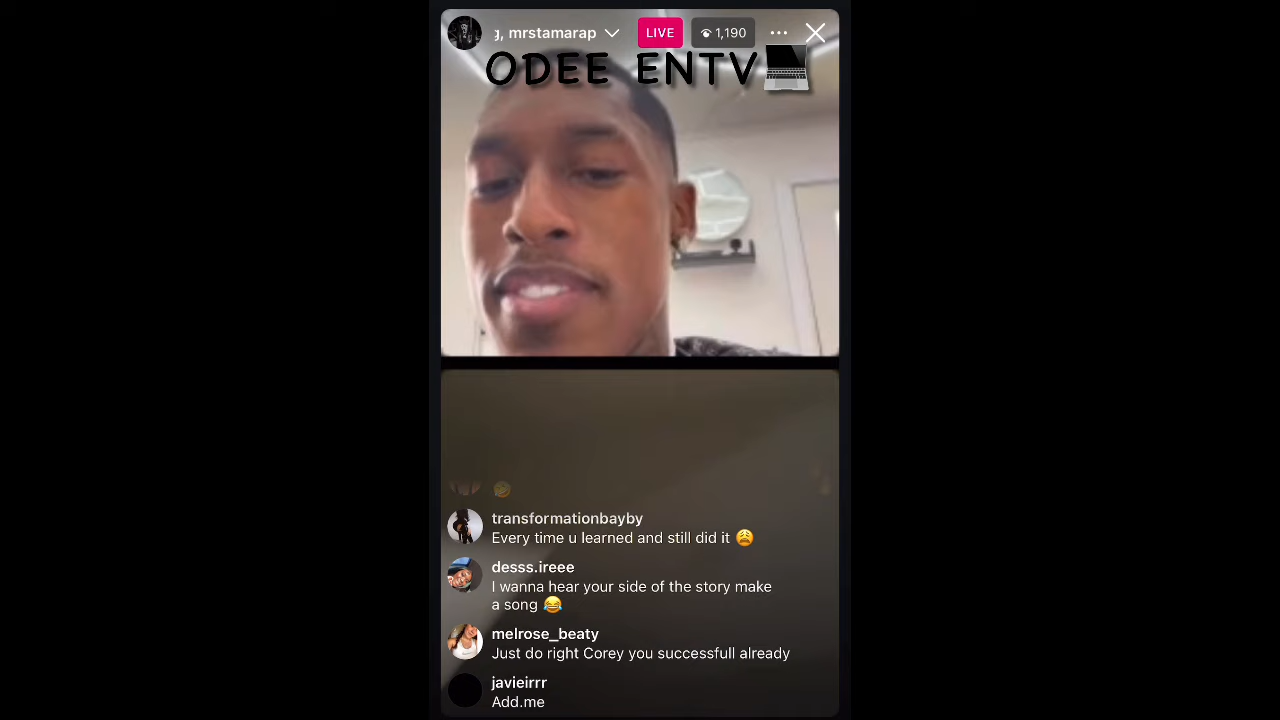 g, mrstamarap
LIVE
1,190
ODEE ENTV
transformationbayby
Every time u learned and still did it 😩
desss.ireee
I wanna hear your side of the story make
a song 😂
melrose_beaty
Just do right Corey you successfull already
javieirrr
Add.me